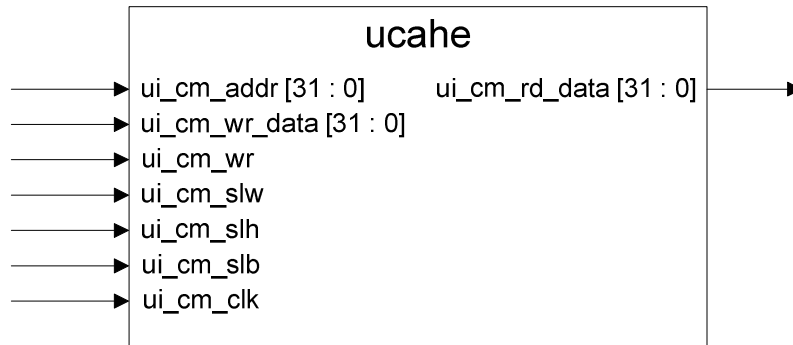 ucahe
ui_cm_addr [31 : 0] ui_cm_rd_data [31 : 0]
ui_cm_wr_data [31 : 0]
ui_cm_wr
ui_cm_slw
ui_cm_slh
ui_cm_slb
ui_cm_clk